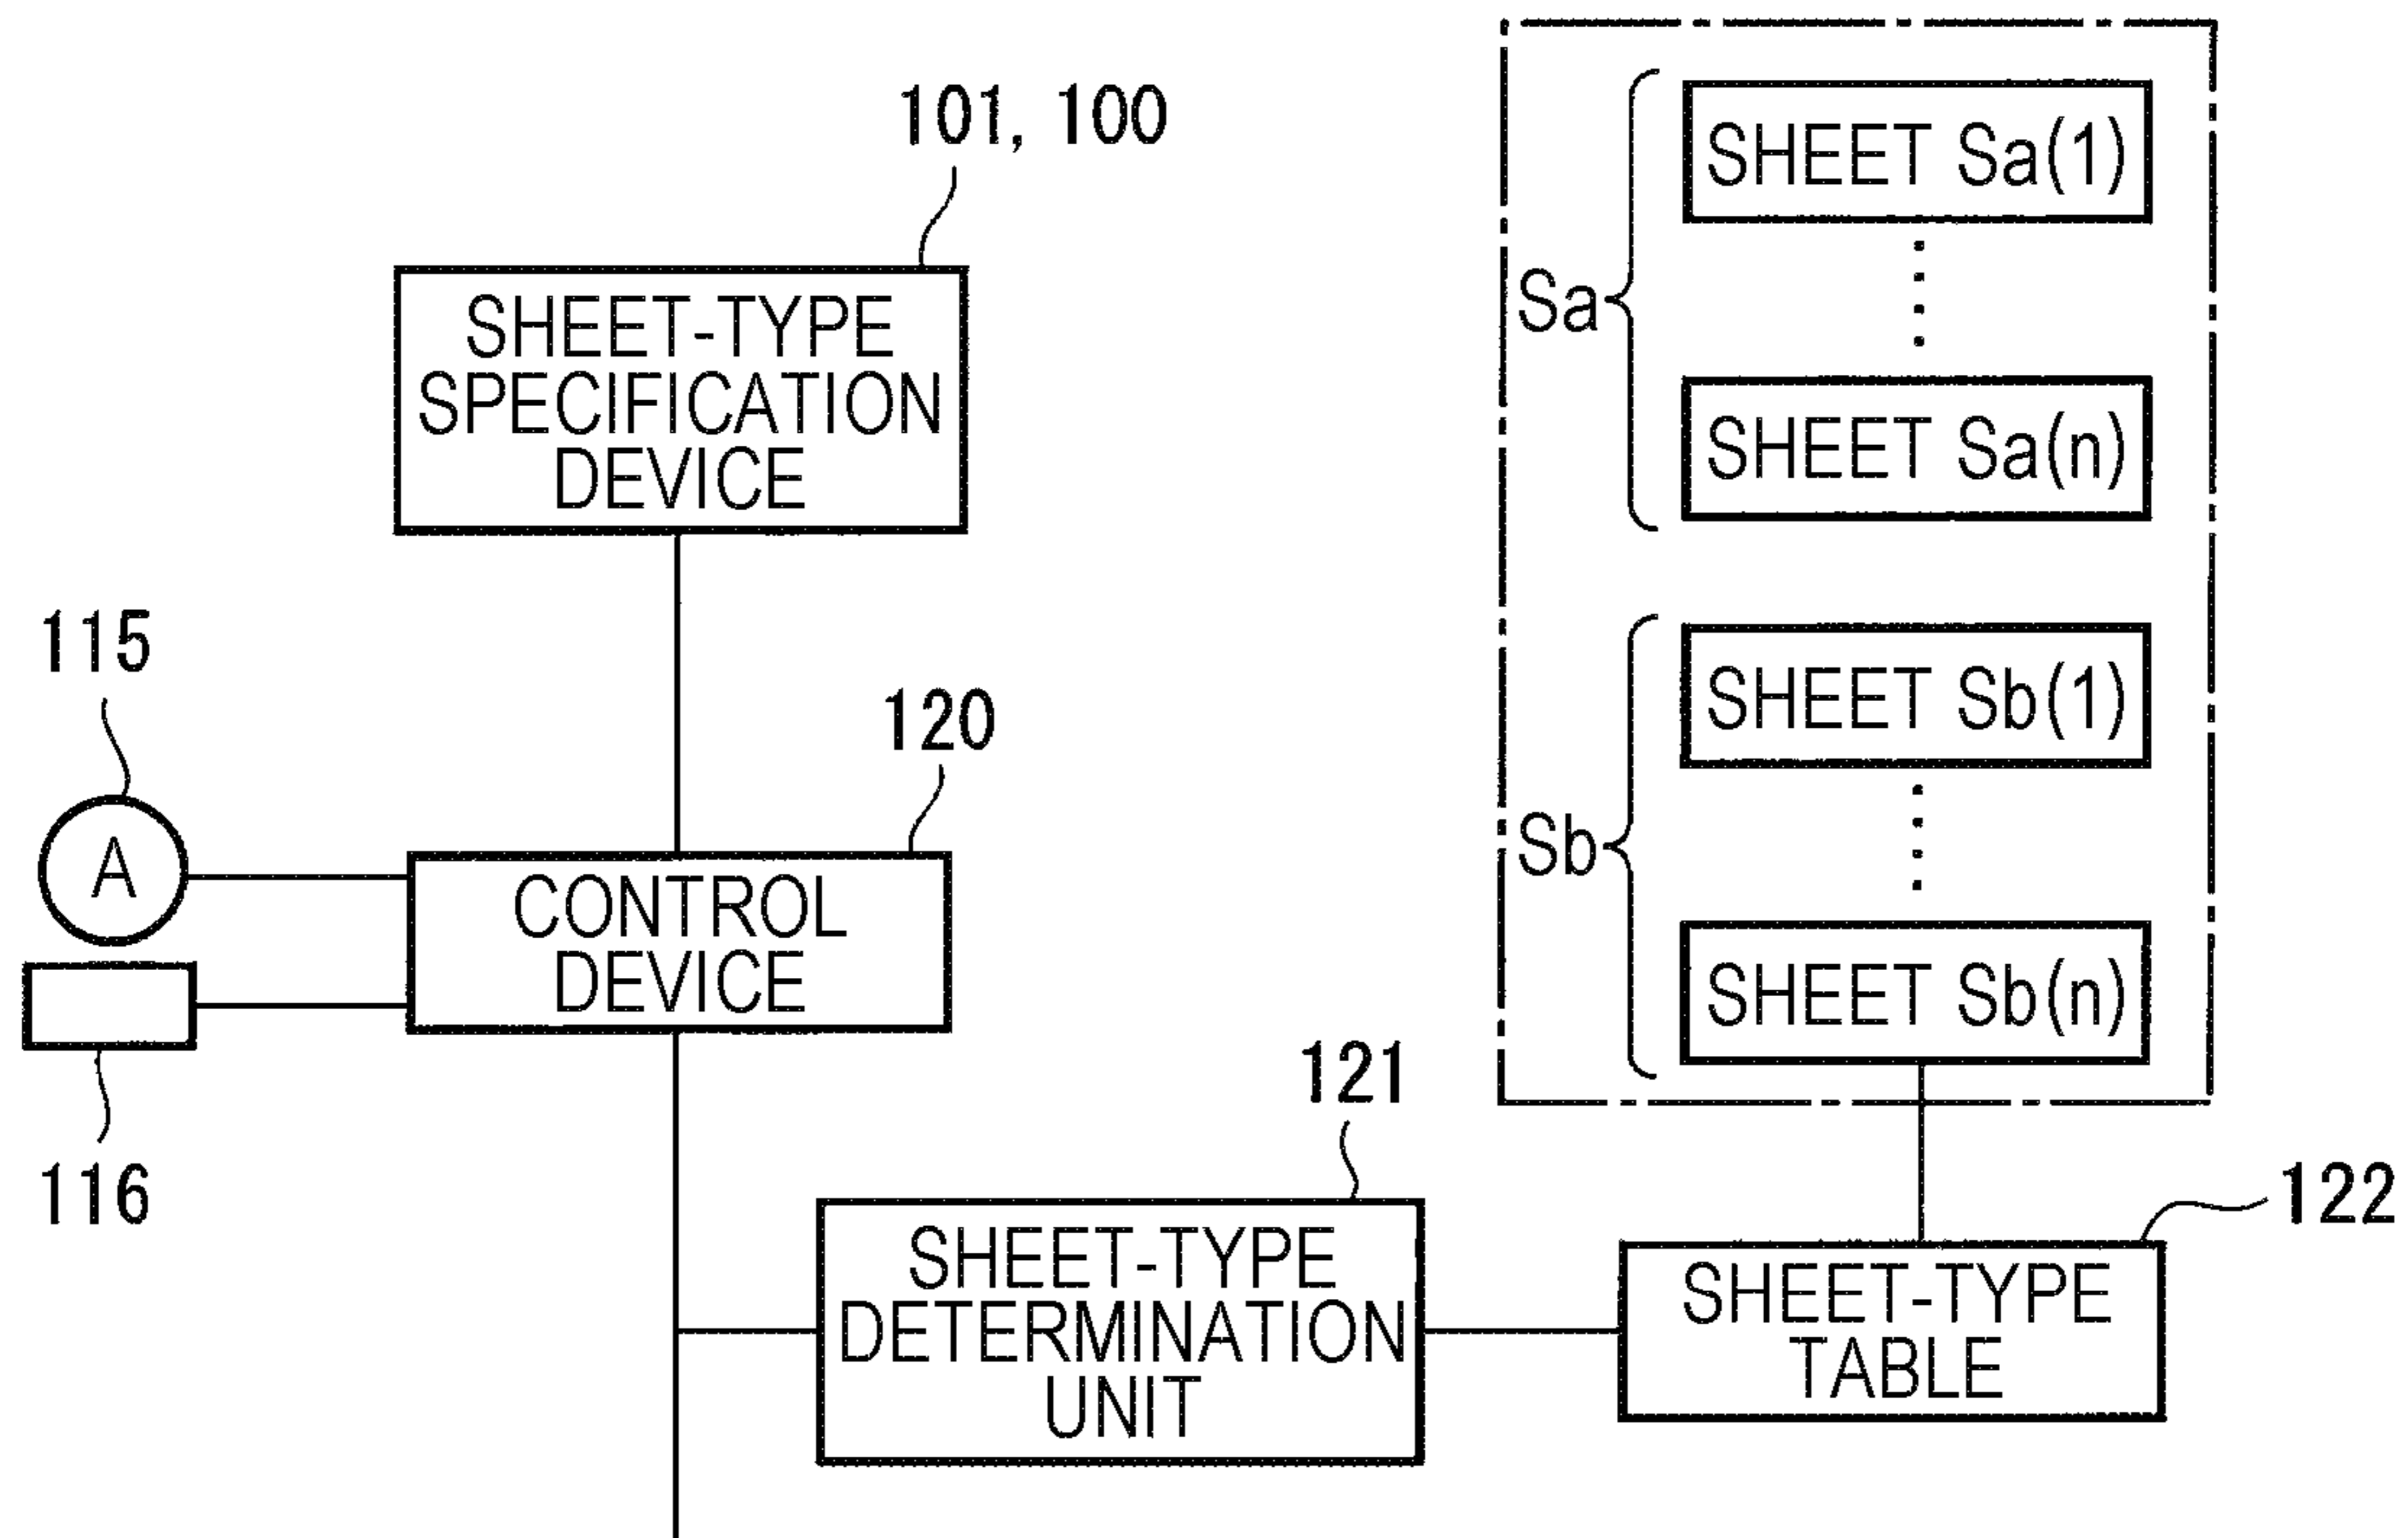 101, 100
SHEET-TYPE
SPECIFICATION
DEVICE
115
A
116
120
CONTROL
DEVICE
121
SHEET-TYPE
DETERMINATION
UNIT
Sa
SHEET Sa(1)
SHEET Sa(n)
Sb
SHEET Sb(1)
SHEET Sb(n)
122
SHEET-TYPE
TABLE